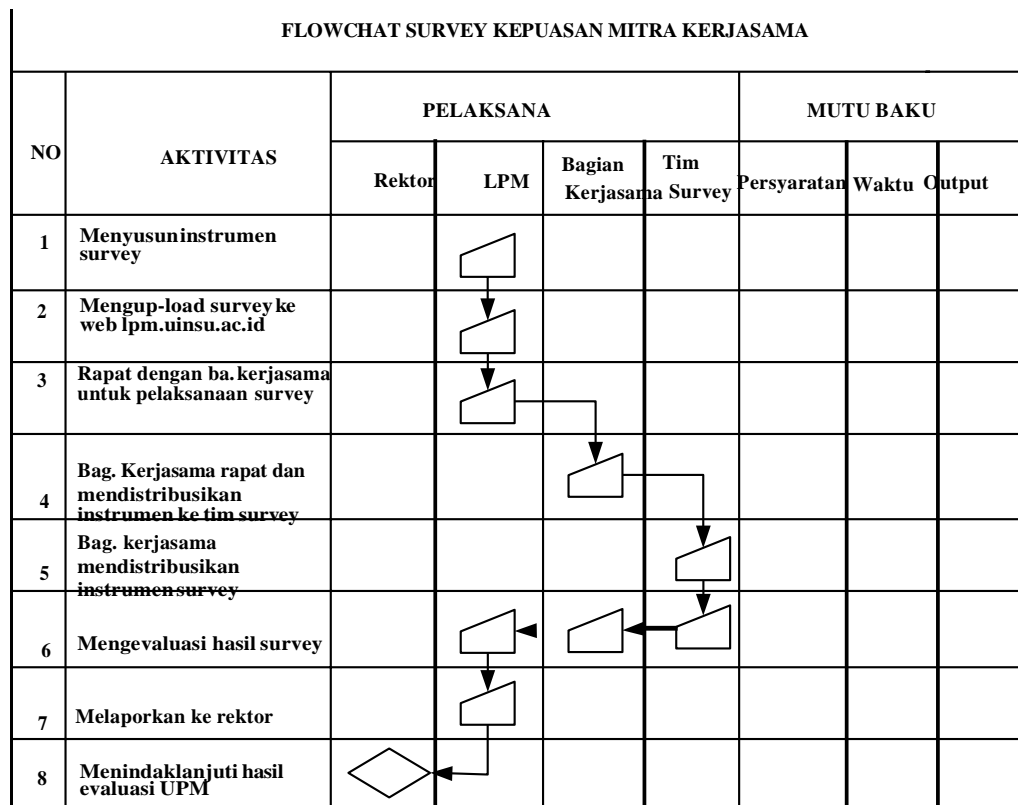 FLOWCHAT SURVEY KEPUASAN MITRA KERJASAMA
NO
AKTIVITAS
PELAKSANA
MUTU BAKU
Rektor
LPM
Bagian
Kerjasama
Tim
Survey
Persyaratan
Waktu
Output
1
Menyusuninstrumen
survey
2
Mengup-load survey ke
web lpm.uinsu.ac.id
3
Rapat dengan ba.kerjasama
untuk pelaksanaan survey
4
Bag. Kerjasama rapat dan
mendistribusikan
instrumen ke tim survey
5
Bag. kerjasama
mendistribusikan
instrumen survey
6
Mengevaluasi hasil survey
7
Melaporkan ke rektor
8
Menindaklanjuti hasil
evaluasi UPM